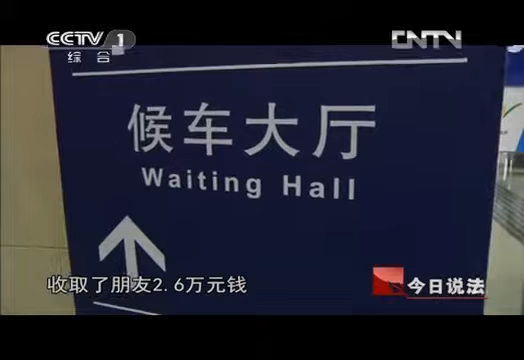 CCTV 1
综合
CNTV
候车大厅
Waiting Hall
收取了朋友2.6万元钱
今日说法